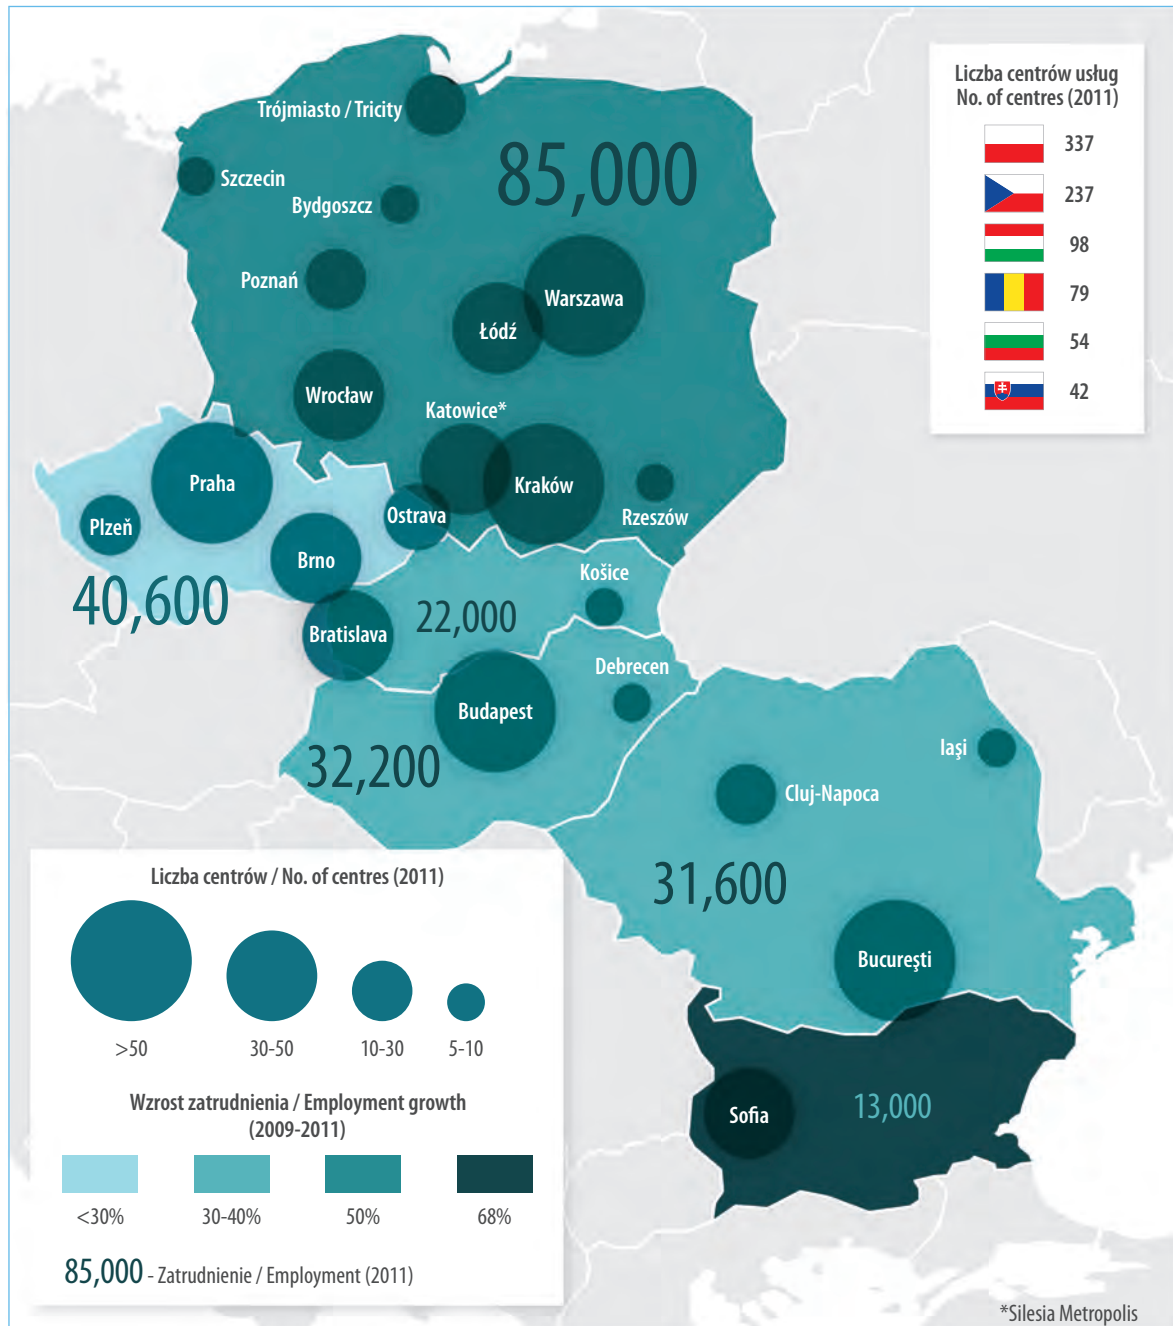 Liczba centrów usług
No. of centres (2011)
337
237
98
79
54
42
Trójmiasto / Tricity
85,000
Szczecin
Bydgoszcz
Poznań
Warszawa
Łódź
Wrocław
Katowice*
Praha
Kraków
Ostrava
Rzeszów
Plzeň
Brno
40,600
Košice
22,000
Bratislava
Debrecen
Budapest
32,200
Iaşi
Cluj-Napoca
31,600
Bucureşti
Sofia
13,000
Liczba centrów / No. of centres (2011)
>50 30-50 10-30 5-10
Wzrost zatrudnienia / Employment growth
(2009-2011)
<30% 30-40% 50% 68%
85,000 - Zatrudnienie / Employment (2011)
*Silesia Metropolis